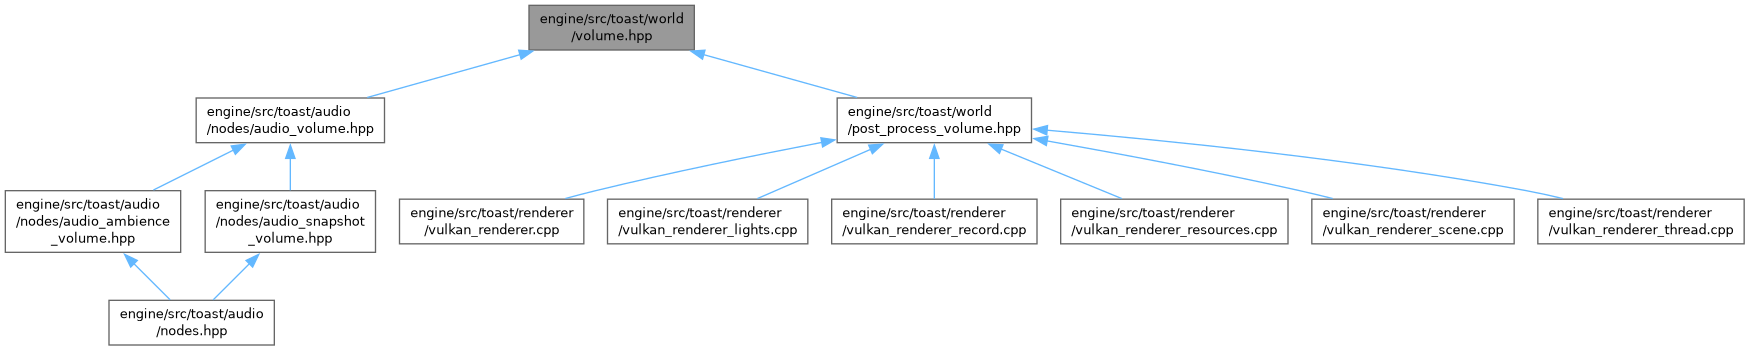 engine/src/toast/world
/volume.hpp
engine/src/toast/audio
/nodes/audio_volume.hpp
engine/src/toast/world
/post_process_volume.hpp
engine/src/toast/audio
/nodes/audio_ambience
_volume.hpp
engine/src/toast/audio
/nodes/audio_snapshot
_volume.hpp
engine/src/toast/renderer
/vulkan_renderer.cpp
engine/src/toast/renderer
/vulkan_renderer_lights.cpp
engine/src/toast/renderer
/vulkan_renderer_record.cpp
engine/src/toast/renderer
/vulkan_renderer_resources.cpp
engine/src/toast/renderer
/vulkan_renderer_scene.cpp
engine/src/toast/renderer
/vulkan_renderer_thread.cpp
engine/src/toast/audio
/nodes.hpp